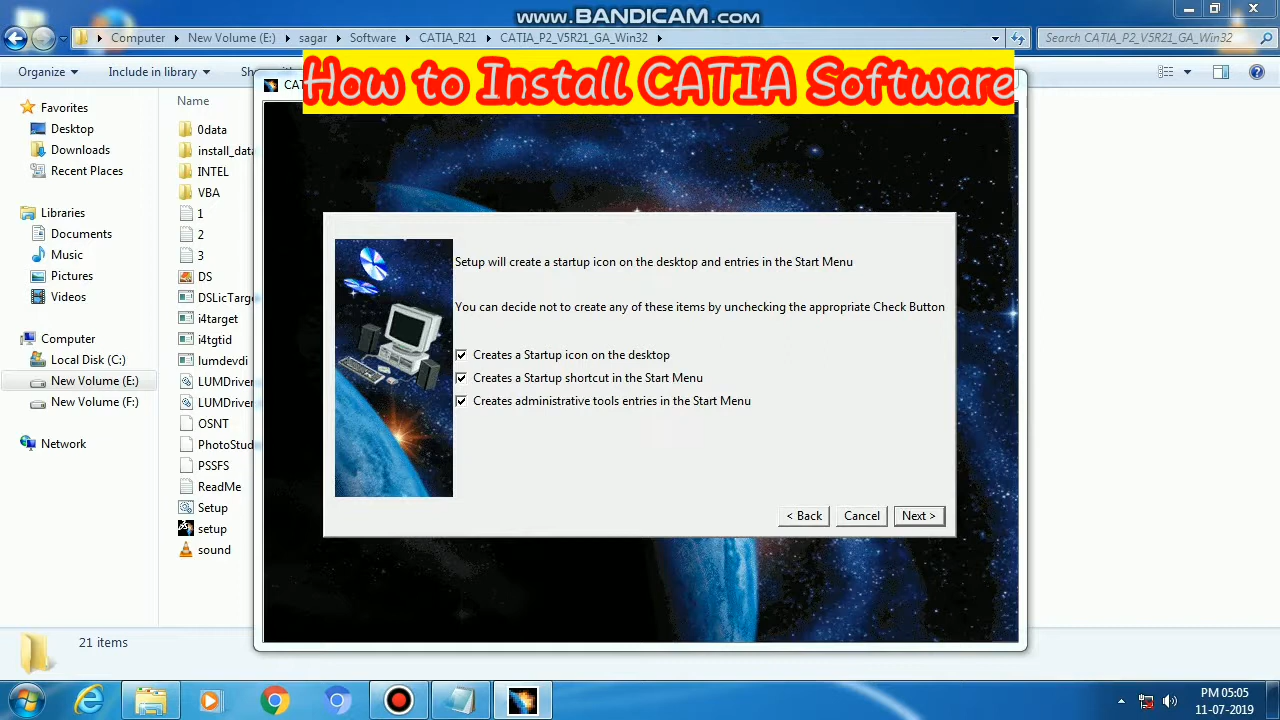 www.BANDICAM.com
Computer New Volume (E:) sagar Software CATIA_R21 CATIA_P2_V5R21_GA_Win32
Search CATIA_P2_V5R21_GA_Win32
Organize Include in library
How to Install CATIA Software
Favorites
Desktop
Downloads
Recent Places
Libraries
Documents
Music
Pictures
Videos
Computer
Local Disk (C:)
New Volume (E:)
New Volume (F:)
Network
Name
0data
install_data
INTEL
VBA
1
2
3
DS
DSLicTarg
i4target
i4tgtid
lumdevdi
LUMDriver
LUMDriver
OSNT
PhotoStud
PSSFS
ReadMe
Setup
setup
sound
Setup will create a startup icon on the desktop and entries in the Start Menu
You can decide not to create any of these items by unchecking the appropriate Check Button
Creates a Startup icon on the desktop
Creates a Startup shortcut in the Start Menu
Creates administrative tools entries in the Start Menu
< Back Cancel Next >
21 items
PM 05:05
11-07-2019